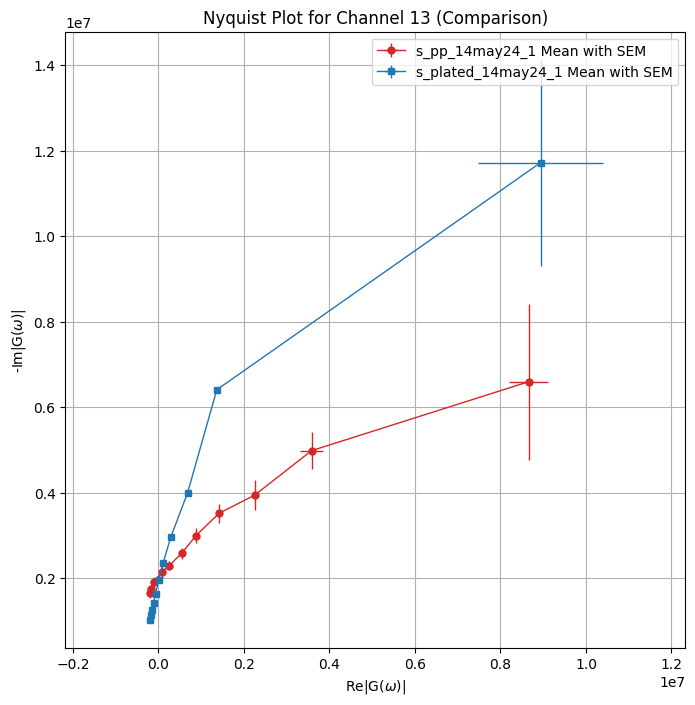 Nyquist Plot for Channel 13 (Comparison)
1e7
s_pp_14may24_1 Mean with SEM
s_plated_14may24_1 Mean with SEM
1.4
1.2
1.0
0.8
0.6
0.4
0.2
-Im|G(ω)|
−0.2 0.0 0.2 0.4 0.6 0.8 1.0 1.2
1e7
Re|G(ω)|